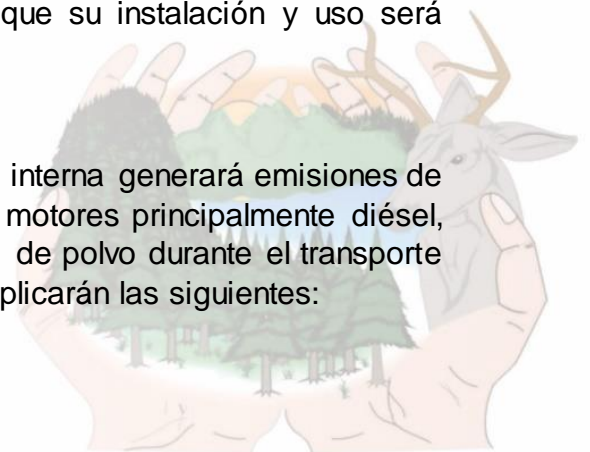 que su instalación y uso será
interna generará emisiones de
motores principalmente diésel,
de polvo durante el transporte
plicarán las siguientes: